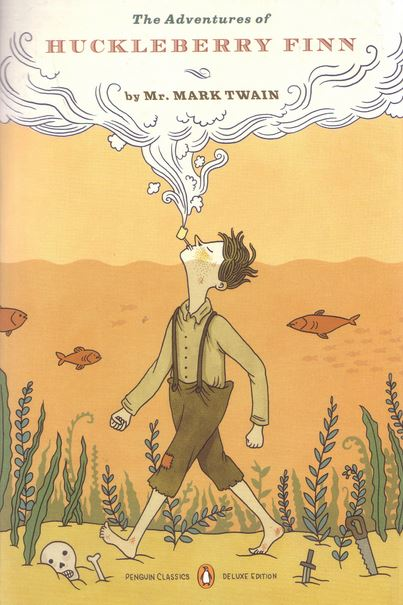 The Adventures of
HUCKLEBERRY FINN
by Mr. MARK TWAIN
PENGUIN CLASSICS DELUXE EDITION